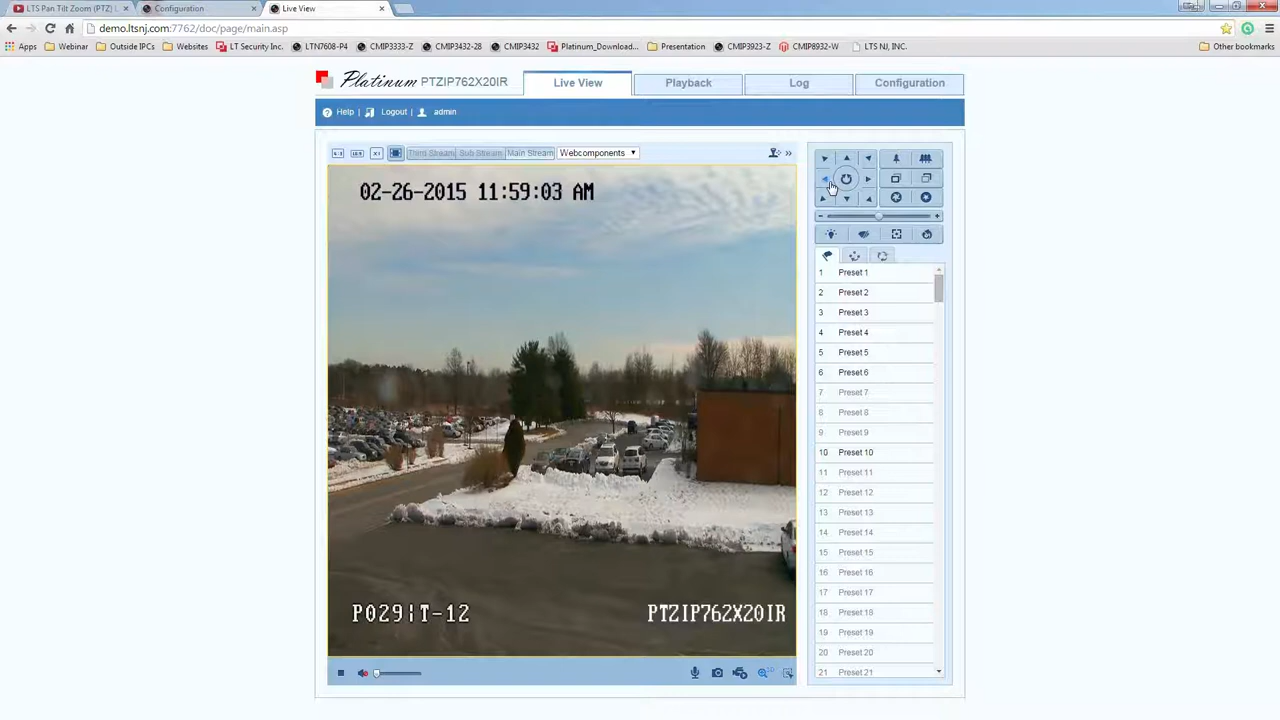 LTS Pan Tilt Zoom (PTZ)
Configuration
Live View
demo.ltsnj.com:7762/doc/page/main.asp
Apps
Webinar
Outside IPCs
Websites
LT Security Inc.
LTN7608-P4
CMIP3333-Z
CMIP3432-28
CMIP3432
Platinum_Download...
Presentation
CMIP3923-Z
CMIP8932-W
LTS NJ, INC.
Other bookmarks
Platinum PTZIP762X20IR
Live View
Playback
Log
Configuration
Help
Logout
admin
Third Stream
Sub Stream
Main Stream
Webcomponents
02-26-2015 11:59:03 AM
P029|T-12
PTZIP762X20IR
1 Preset 1
2 Preset 2
3 Preset 3
4 Preset 4
5 Preset 5
6 Preset 6
7 Preset 7
8 Preset 8
9 Preset 9
10 Preset 10
11 Preset 11
12 Preset 12
13 Preset 13
14 Preset 14
15 Preset 15
16 Preset 16
17 Preset 17
18 Preset 18
19 Preset 19
20 Preset 20
21 Preset 21